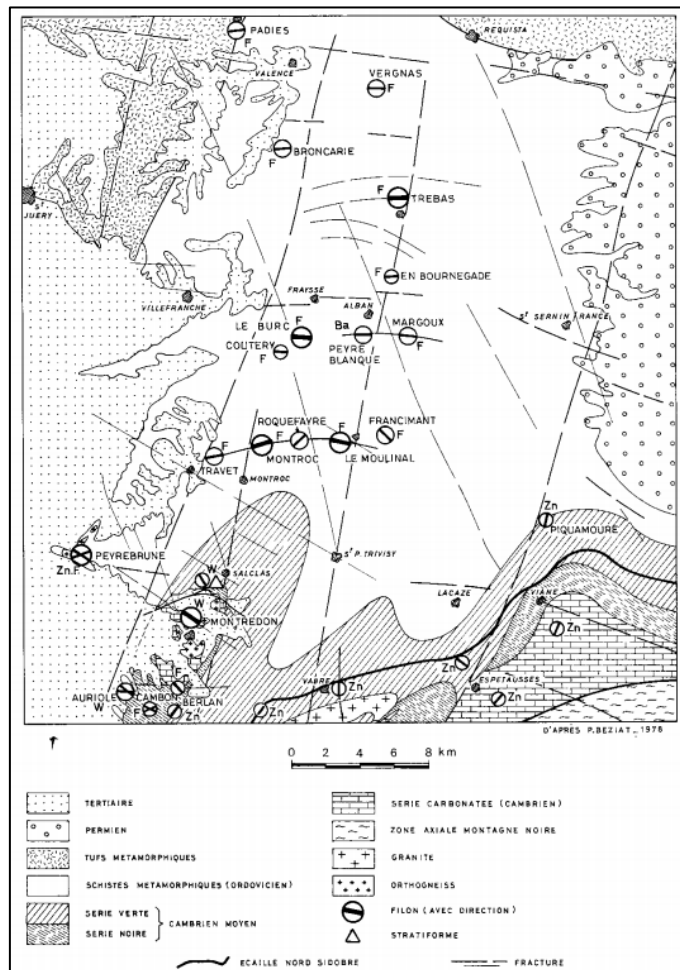 PADIES
F
REQUISTA
VALENCE
VERGNAS
F
BRONCARIE
F
ST JUERY
F
TREBAS
F EN BOURNEGADE
FRAYSSE
VILLEFRANCHE
ALBAN
LE BURC F
Ba
MARGOUX
F
ST SERNIN / RANCE
COUTERY
F
PEYRE
BLANQUE
ROQUEFAYRE
FRANCIMANT
F
F
F
F
TRAVET
MONTROC
LE MOULINAL
MONTROC
Zn
PIQUAMOURE
PEYREBRUNE
Zn.F
ST P. TRIVISY
W
SALCLAS
LACAZE
VIANE
W
MONTREDON
Zn
Zn
F
AURIOLE
W
CAMBON
F
BERLAN
Zn
VABRE
Zn
Zn
ESPETAUSSES
Zn
D'APRES P.BEZIAT_1978
0 2 4 6 8 km
TERTIAIRE
PERMIEN
TUFS METAMORPHIQUES
SCHISTES METAMORPHIQUES (ORDOVICIEN)
SERIE VERTE
SERIE NOIRE
CAMBRIEN MOYEN
SERIE CARBONATEE (CAMBRIEN)
ZONE AXIALE MONTAGNE NOIRE
GRANITE
ORTHOGNEISS
FILON (AVEC DIRECTION)
STRATIFORME
ECAILLE NORD SIDOBRE
FRACTURE